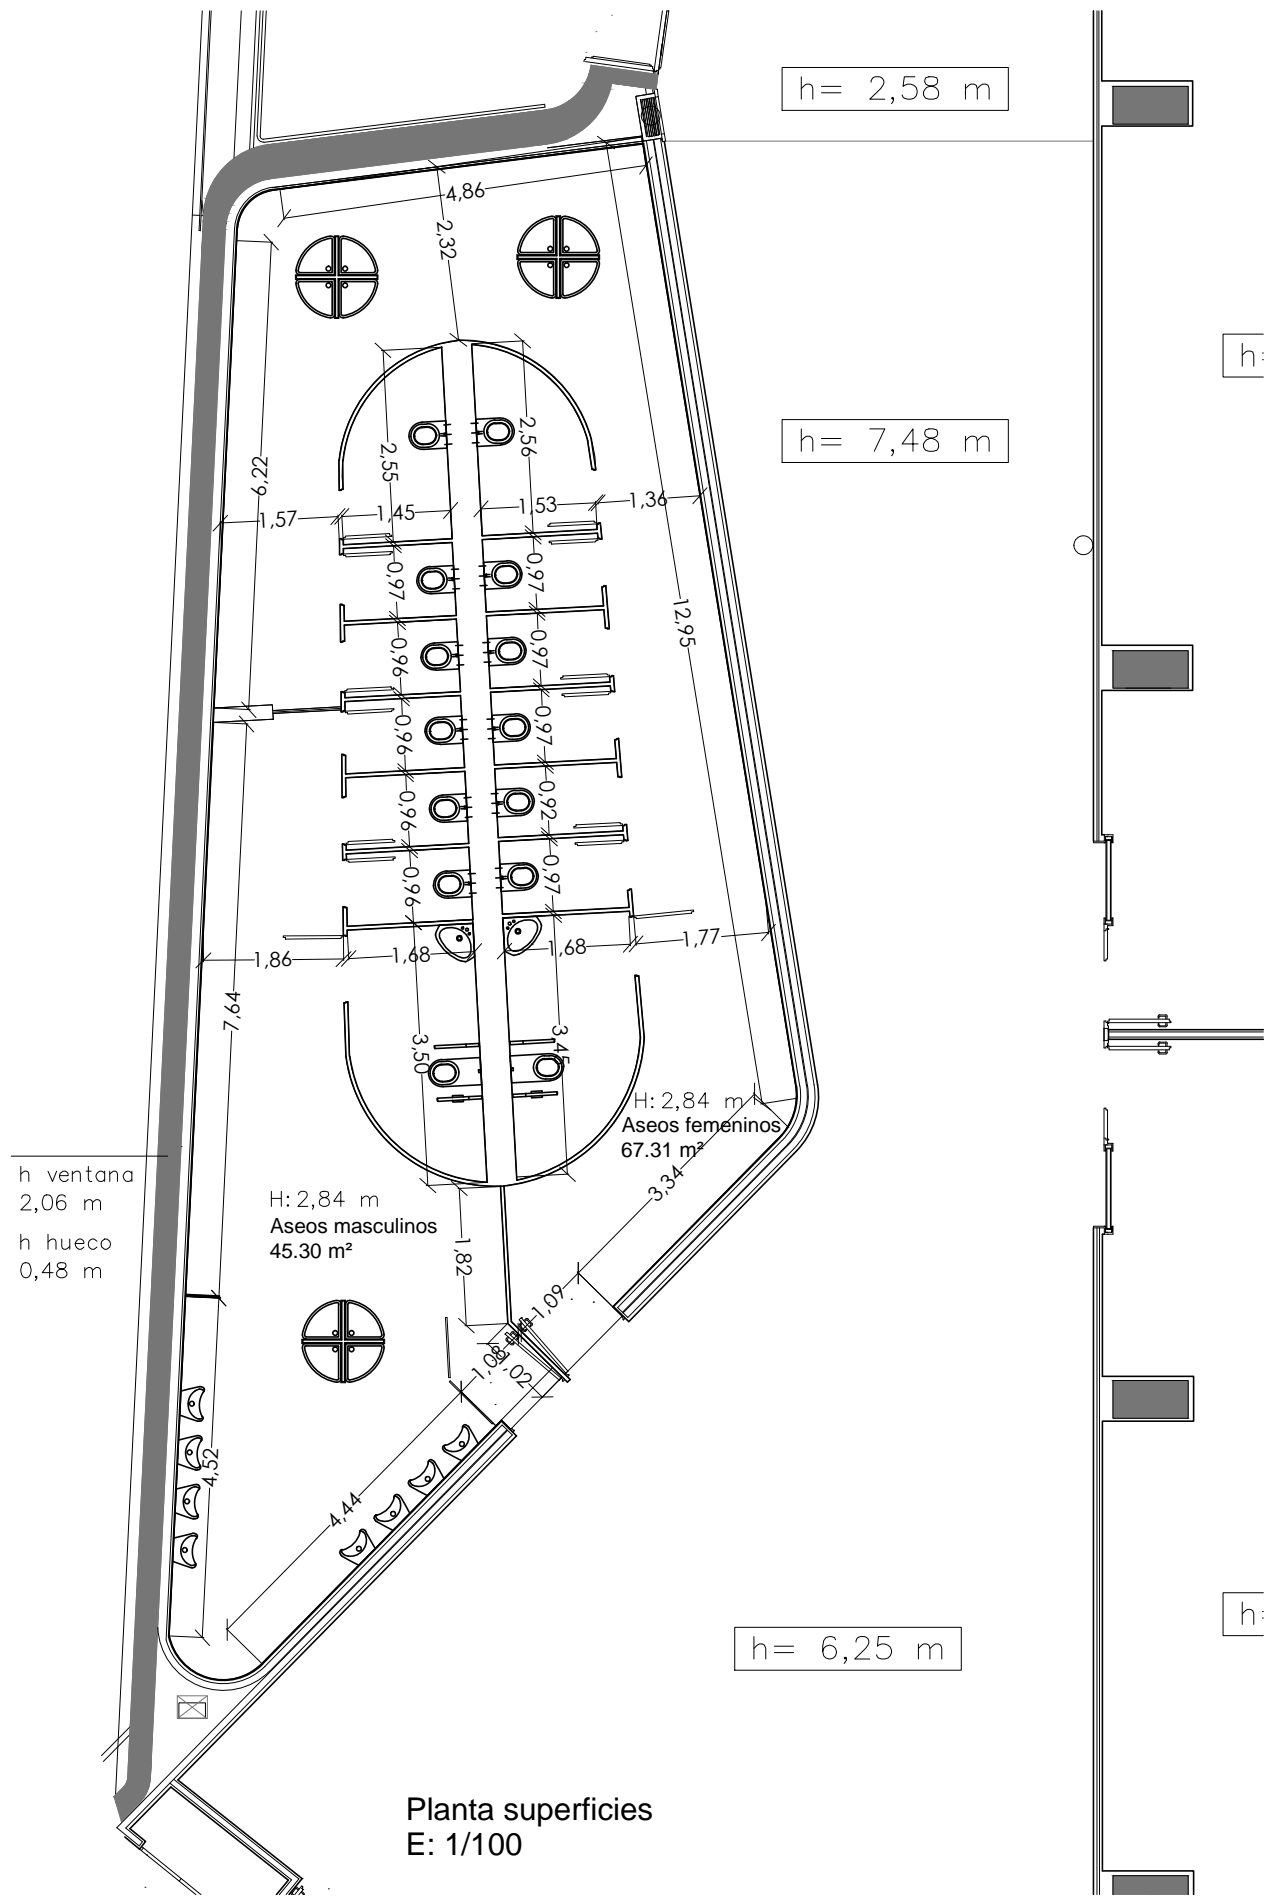 h= 2,58 m
4,86
2,32
h=
h= 7,48 m
2,56
2,55
6,22
1,57
1,45
1,53
1,36
0,97
0,97
12,95
0,96
0,97
0,96
0,97
0,96
0,92
0,96
0,97
1,86
1,68
1,68
1,77
7,64
3,50
H: 2,84 m
Aseos femeninos
67.31 m²
3,34
h ventana
2,06 m
h hueco
0,48 m
H: 2,84 m
Aseos masculinos
45.30 m²
1,82
1,09
1,08
4,52
4,44
h= 6,25 m
h=
Planta superficies
E: 1/100